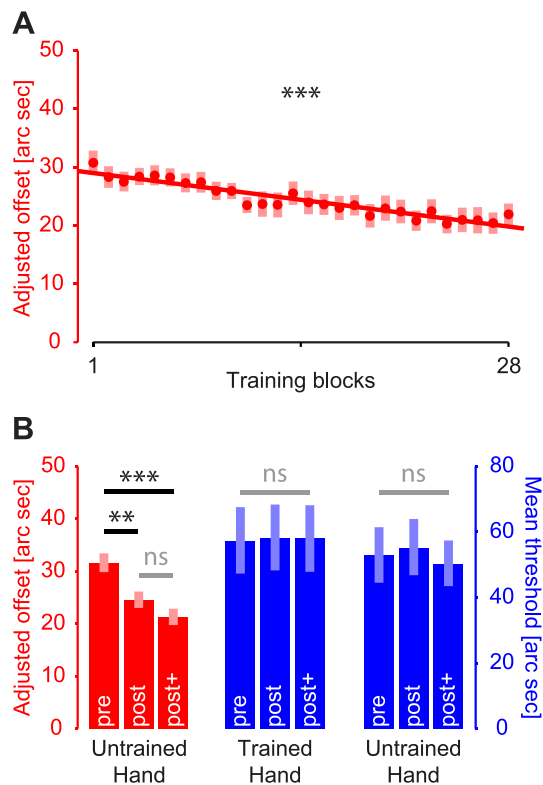 A
Adjusted offset [arc sec]
50
40
30
20
10
0
***
1
28
Training blocks
B
Adjusted offset [arc sec]
50
40
30
20
10
0
***
**
ns
ns
ns
80
60
40
20
0
Mean threshold
[arc sec]
pre
post
post+
pre
post
post+
pre
post
post+
Untrained
Hand
Trained
Hand
Untrained
Hand